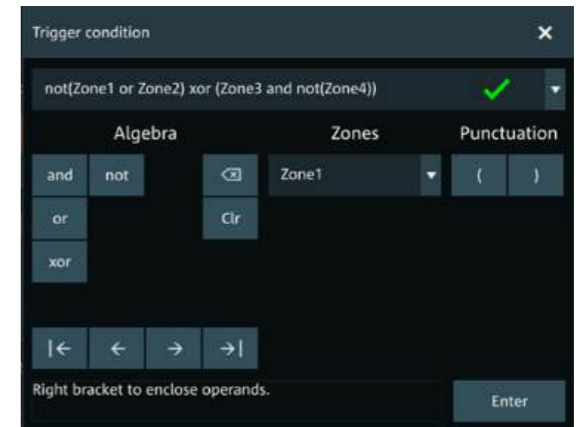 Trigger condition ×
not(Zone1 or Zone2) xor (Zone3 and not(Zone4))
Algebra Zones Punctuation
and not ⌫ Zone1 ( )
or Clr
xor
|← ← → →|
Right bracket to enclose operands.
Enter